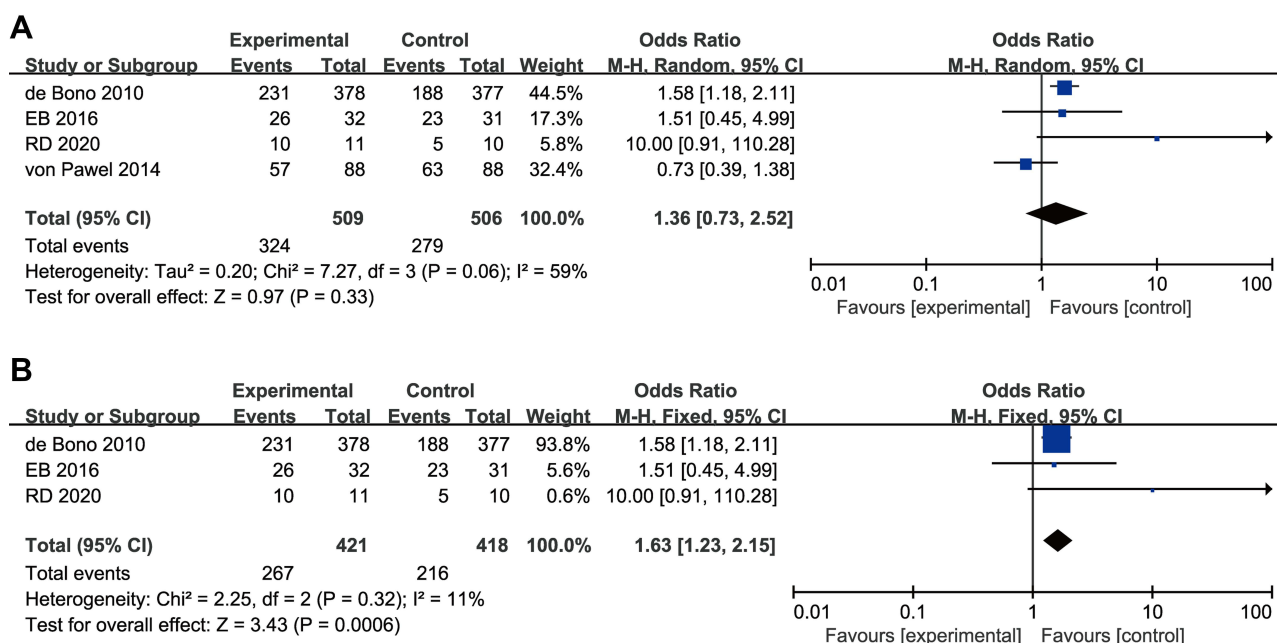 A
Experimental Control Odds Ratio Odds Ratio
Study or Subgroup Events Total Events Total Weight M-H, Random, 95% CI M-H, Random, 95% CI
de Bono 2010 231 378 188 377 44.5% 1.58 [1.18, 2.11]
EB 2016 26 32 23 31 17.3% 1.51 [0.45, 4.99]
RD 2020 10 11 5 10 5.8% 10.00 [0.91, 110.28]
von Pawel 2014 57 88 63 88 32.4% 0.73 [0.39, 1.38]
Total (95% CI) 509 506 100.0% 1.36 [0.73, 2.52]
Total events 324 279
Heterogeneity: Tau² = 0.20; Chi² = 7.27, df = 3 (P = 0.06); I² = 59%
Test for overall effect: Z = 0.97 (P = 0.33)
0.01 0.1 1 10 100
Favours [experimental] Favours [control]
B
Experimental Control Odds Ratio Odds Ratio
Study or Subgroup Events Total Events Total Weight M-H, Fixed, 95% CI M-H, Fixed, 95% CI
de Bono 2010 231 378 188 377 93.8% 1.58 [1.18, 2.11]
EB 2016 26 32 23 31 5.6% 1.51 [0.45, 4.99]
RD 2020 10 11 5 10 0.6% 10.00 [0.91, 110.28]
Total (95% CI) 421 418 100.0% 1.63 [1.23, 2.15]
Total events 267 216
Heterogeneity: Chi² = 2.25, df = 2 (P = 0.32); I² = 11%
Test for overall effect: Z = 3.43 (P = 0.0006)
0.01 0.1 1 10 100
Favours [experimental] Favours [control]